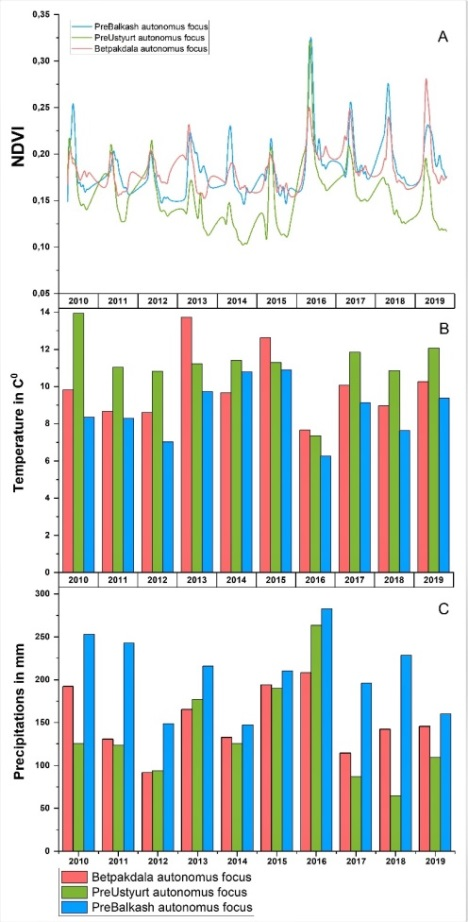 PreBalkash autonomus focus
PreUstyurt autonomus focus
Betpakdala autonomus focus
A
NDVI
0,35
0,30
0,25
0,20
0,15
0,10
0,05
2010 2011 2012 2013 2014 2015 2016 2017 2018 2019
B
Temperature in C⁰
14
12
10
8
6
4
2
0
2010 2011 2012 2013 2014 2015 2016 2017 2018 2019
C
Precipitations in mm
300
250
200
150
100
50
0
2010 2011 2012 2013 2014 2015 2016 2017 2018 2019
Betpakdala autonomus focus
PreUstyurt autonomus focus
PreBalkash autonomus focus